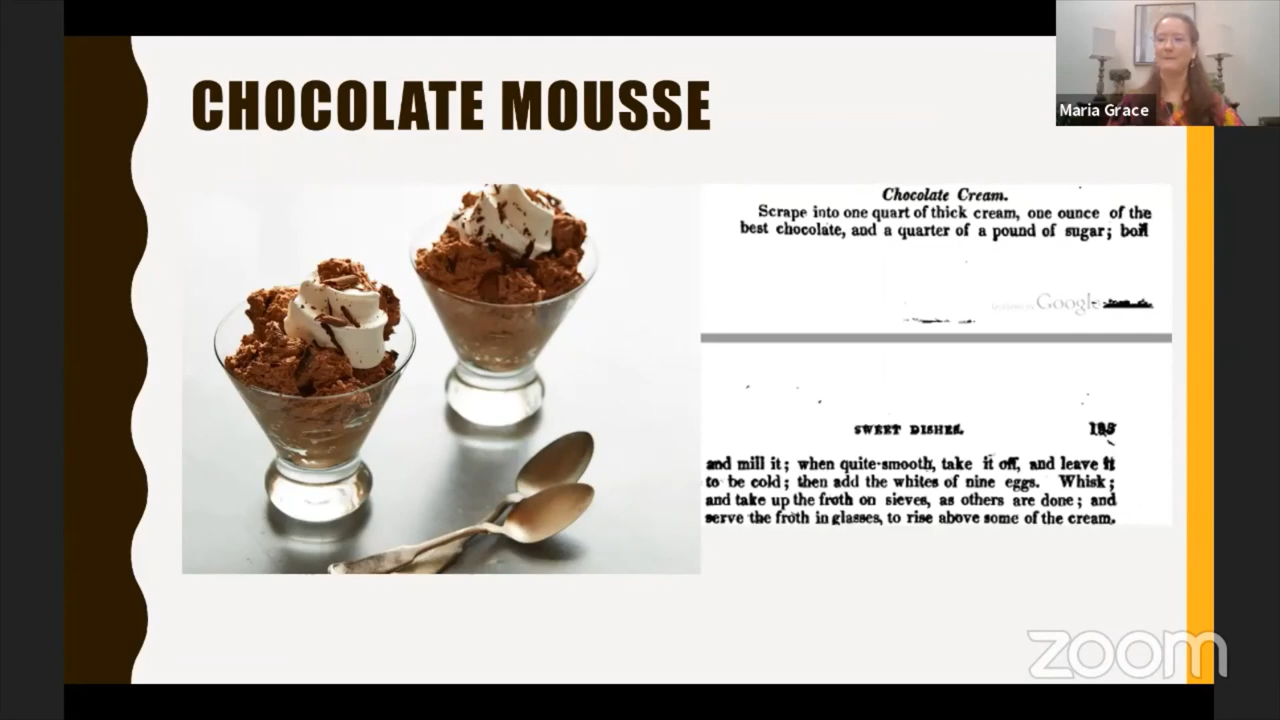 CHOCOLATE MOUSSE
Maria Grace
Chocolate Cream.
Scrape into one quart of thick cream, one ounce of the
best chocolate, and a quarter of a pound of sugar; boil
Google
SWEET DISHES.
and mill it; when quite smooth, take it off, and leave it
to be cold; then add the whites of nine eggs. Whisk;
and take up the froth on sieves, as others are done; and
serve the froth in glasses, to rise above some of the cream.
zoom